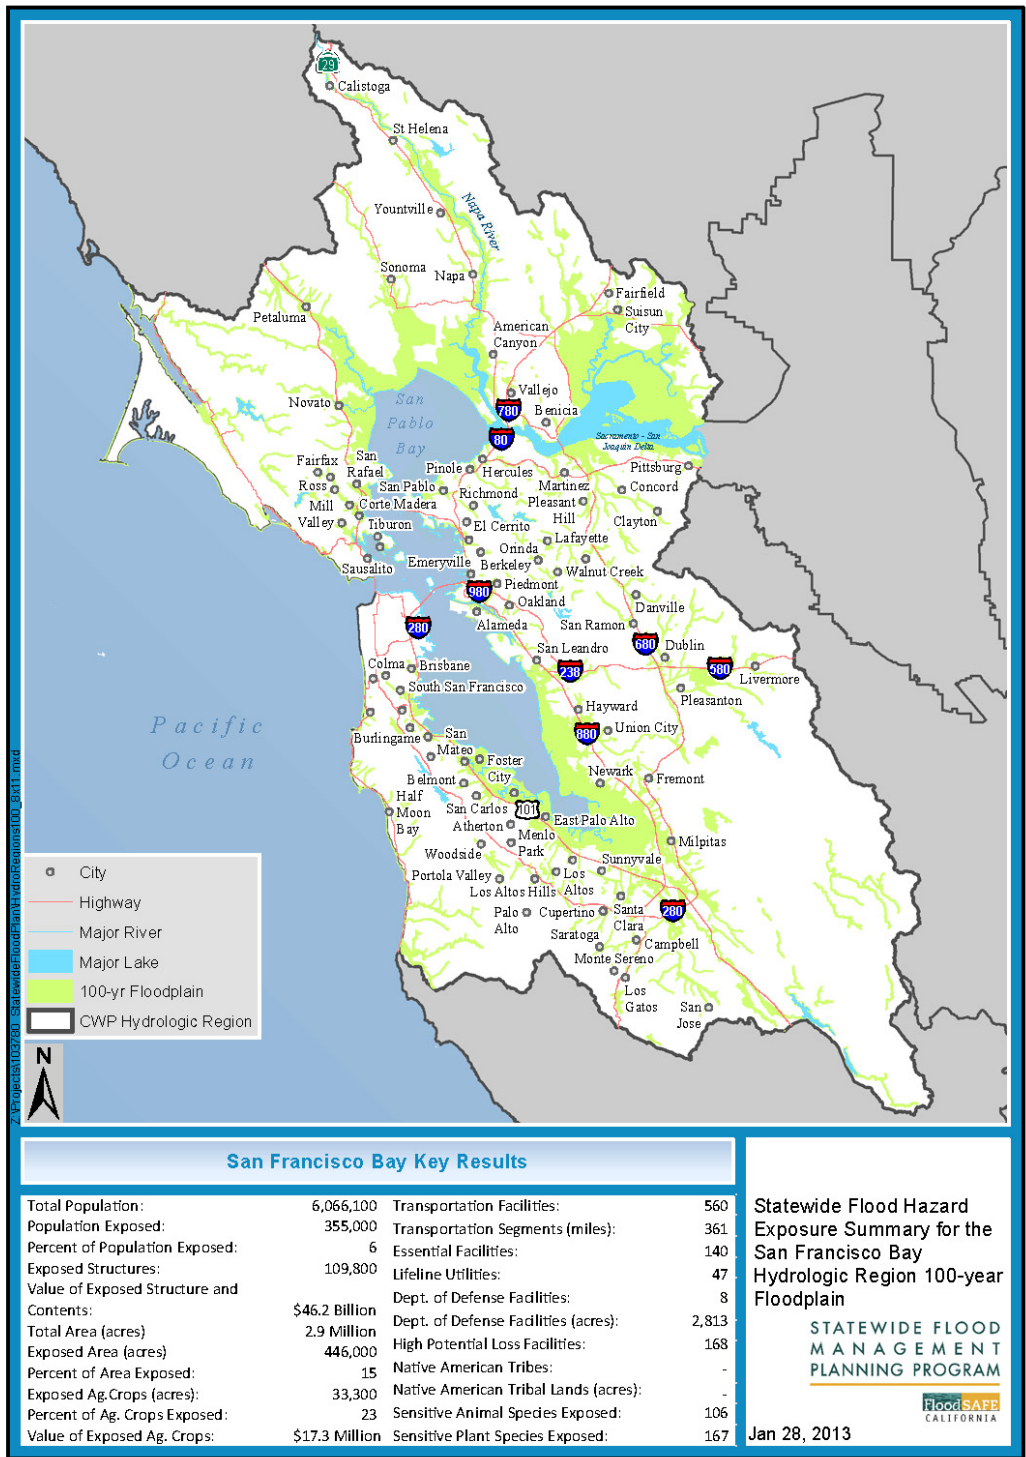 29
Calistoga
St Helena
Yountville
Napa River
Sonoma
Napa
Fairfield
Suisun
City
Petaluma
American
Canyon
Vallejo
San
Pablo
Bay
Novato
780
Benicia
80
Sacramento - San
Joaquin Delta
Fairfax
San
Rafael
Pinole
Hercules
Pittsburg
Ross
San Pablo
Richmond
Martinez
Concord
Mill
Valley
Corte Madera
Pleasant
Hill
Clayton
Tiburon
El Cerrito
Lafayette
Orinda
Emeryville
Berkeley
Walnut Creek
Sausalito
980
Piedmont
Oakland
Danville
280
Alameda
San Ramon
680
Dublin
San Leandro
238
580
Livermore
Colma
Brisbane
South San Francisco
Pleasanton
Hayward
880
Union City
Pacific
Ocean
Burlingame
San
Mateo
Foster
City
Belmont
Newark
Fremont
Half
Moon
Bay
San Carlos
101
East Palo Alto
Atherton
Menlo
Park
Milpitas
Woodside
Sunnyvale
Portola Valley
Los
Altos
Los Altos Hills
Palo
Alto
Cupertino
Santa
Clara
280
Saratoga
Campbell
Monte Sereno
Los
Gatos
San
Jose
City
Highway
Major River
Major Lake
100-yr Floodplain
CWP Hydrologic Region
N
Z:\Projects\103780_StatewideFloodPlan\HydroRegions100_8x11.mxd
San Francisco Bay Key Results
Total Population: 6,066,100
Population Exposed: 355,000
Percent of Population Exposed: 6
Exposed Structures: 109,800
Value of Exposed Structure and
Contents: $46.2 Billion
Total Area (acres) 2.9 Million
Exposed Area (acres) 446,000
Percent of Area Exposed: 15
Exposed Ag.Crops (acres): 33,300
Percent of Ag. Crops Exposed: 23
Value of Exposed Ag. Crops: $17.3 Million
Transportation Facilities: 560
Transportation Segments (miles): 361
Essential Facilities: 140
Lifeline Utilities: 47
Dept. of Defense Facilities: 8
Dept. of Defense Facilities (acres): 2,813
High Potential Loss Facilities: 168
Native American Tribes: -
Native American Tribal Lands (acres): -
Sensitive Animal Species Exposed: 106
Sensitive Plant Species Exposed: 167
Statewide Flood Hazard
Exposure Summary for the
San Francisco Bay
Hydrologic Region 100-year
Floodplain
STATEWIDE FLOOD
MANAGEMENT
PLANNING PROGRAM
FloodSAFE
CALIFORNIA
Jan 28, 2013